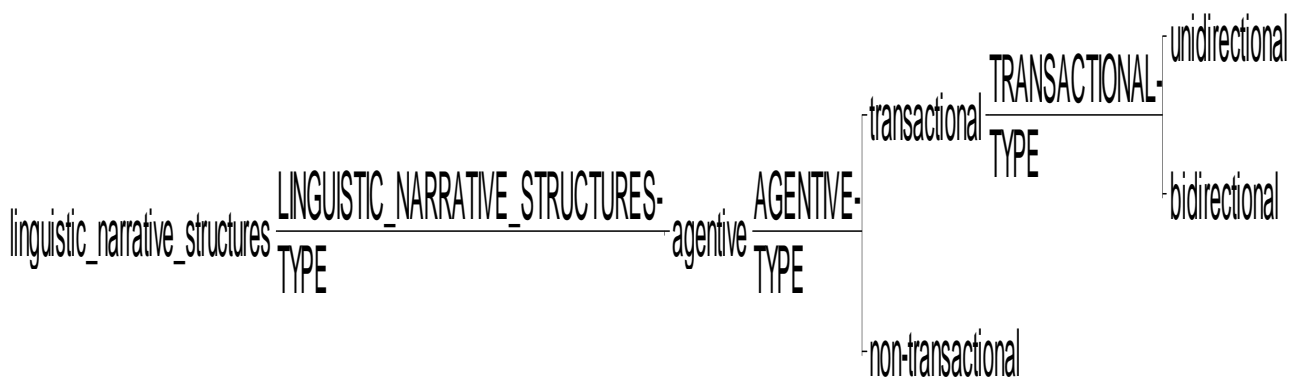 linguistic_narrative_structures
LINGUISTIC_NARRATIVE_STRUCTURES-
TYPE
agentive
AGENTIVE-
TYPE
transactional
TRANSACTIONAL-
TYPE
unidirectional
bidirectional
non-transactional